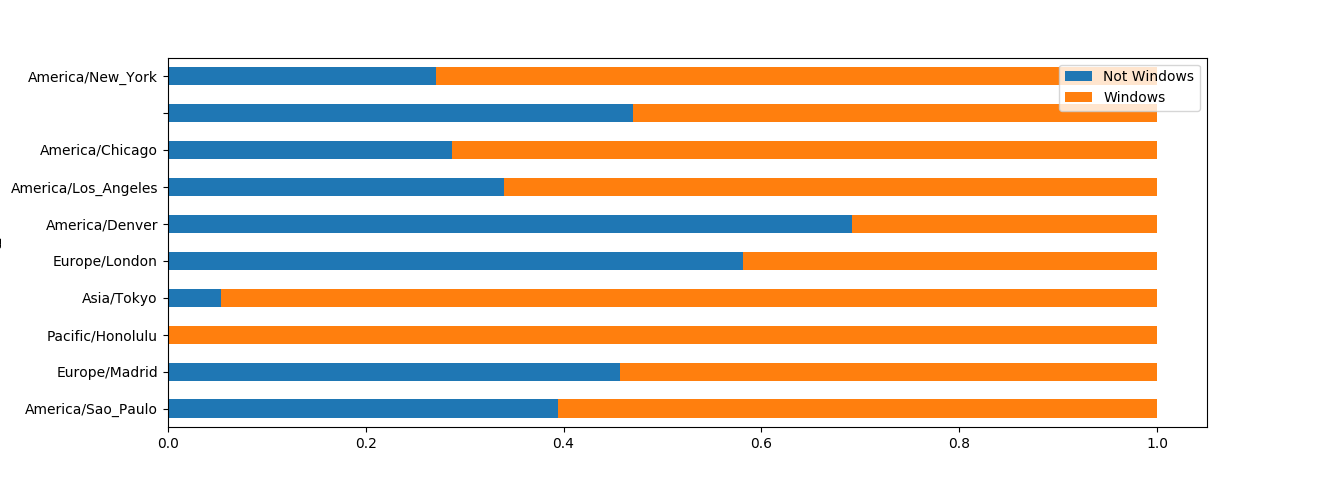 America/New_York
America/Chicago
America/Los_Angeles
America/Denver
Europe/London
Asia/Tokyo
Pacific/Honolulu
Europe/Madrid
America/Sao_Paulo
0.0 0.2 0.4 0.6 0.8 1.0
Not Windows
Windows